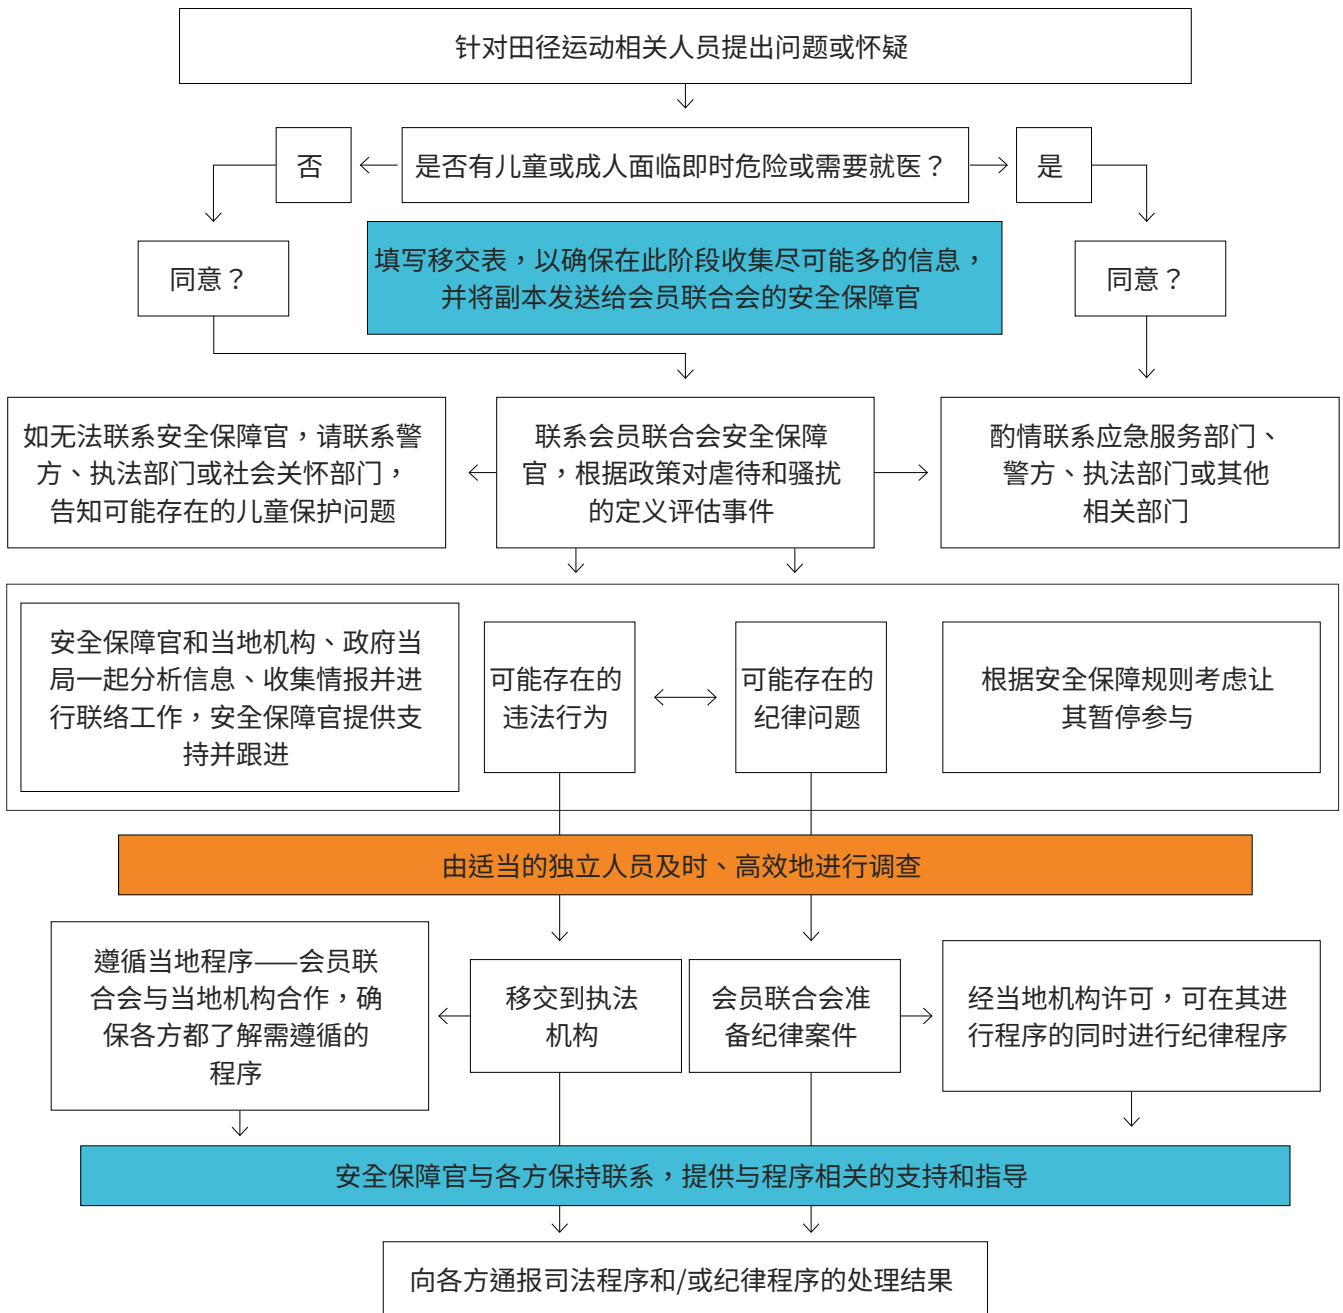 针对田径运动相关人员提出问题或怀疑
否
是否有儿童或成人面临即时危险或需要就医？
是
同意？
填写移交表，以确保在此阶段收集尽可能多的信息，
并将副本发送给会员联合会的安全保障官
同意？
如无法联系安全保障官，请联系警
方、执法部门或社会关怀部门，
告知可能存在的儿童保护问题
联系会员联合会安全保障
官，根据政策对虐待和骚扰
的定义评估事件
酌情联系应急服务部门、
警方、执法部门或其他
相关部门
安全保障官和当地机构、政府当
局一起分析信息、收集情报并进
行联络工作，安全保障官提供支
持并跟进
可能存在的
违法行为
可能存在的
纪律问题
根据安全保障规则考虑让
其暂停参与
由适当的独立人员及时、高效地进行调查
遵循当地程序——会员联
合会与当地机构合作，确
保各方都了解需遵循的
程序
移交到执法
机构
会员联合会准
备纪律案件
经当地机构许可，可在其进
行程序的同时进行纪律程序
安全保障官与各方保持联系，提供与程序相关的支持和指导
向各方通报司法程序和/或纪律程序的处理结果